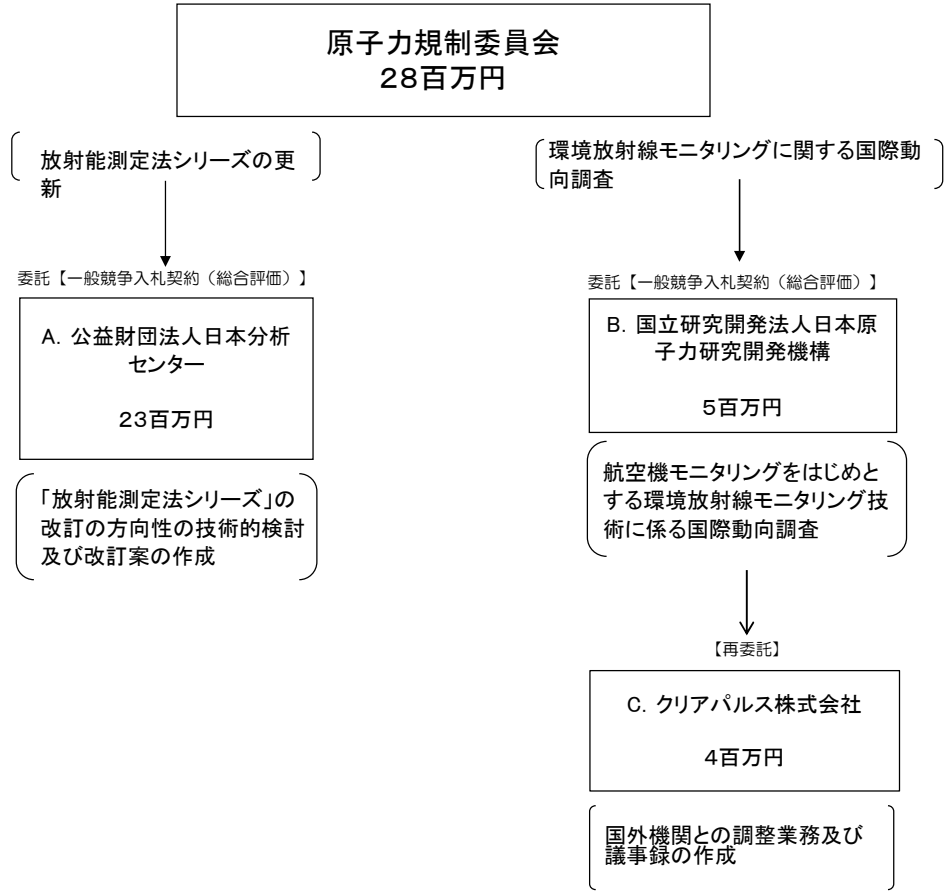 原子力規制委員会
28百万円
放射能測定法シリーズの更
新
委託【一般競争入札契約（総合評価）】
A. 公益財団法人日本分析
センター
23百万円
「放射能測定法シリーズ」の
改訂の方向性の技術的検討
及び改訂案の作成
環境放射線モニタリングに関する国際動
向調査
委託【一般競争入札契約（総合評価）】
B. 国立研究開発法人日本原
子力研究開発機構
5百万円
航空機モニタリングをはじめと
する環境放射線モニタリング技
術に係る国際動向調査
【再委託】
C. クリアパルス株式会社
4百万円
国外機関との調整業務及び
議事録の作成